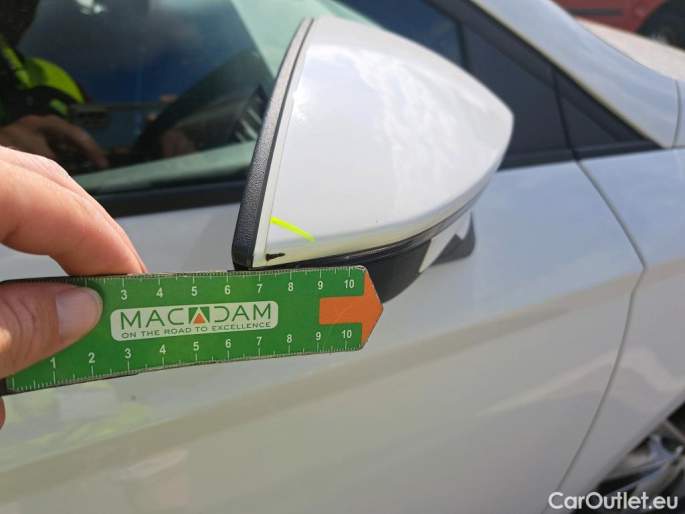 3 4 5 6 7 8 9 10
MACADAM
ON THE ROAD TO EXCELLENCE
1 2 3 4 5 6 7 8 9 10
CarOutlet.eu